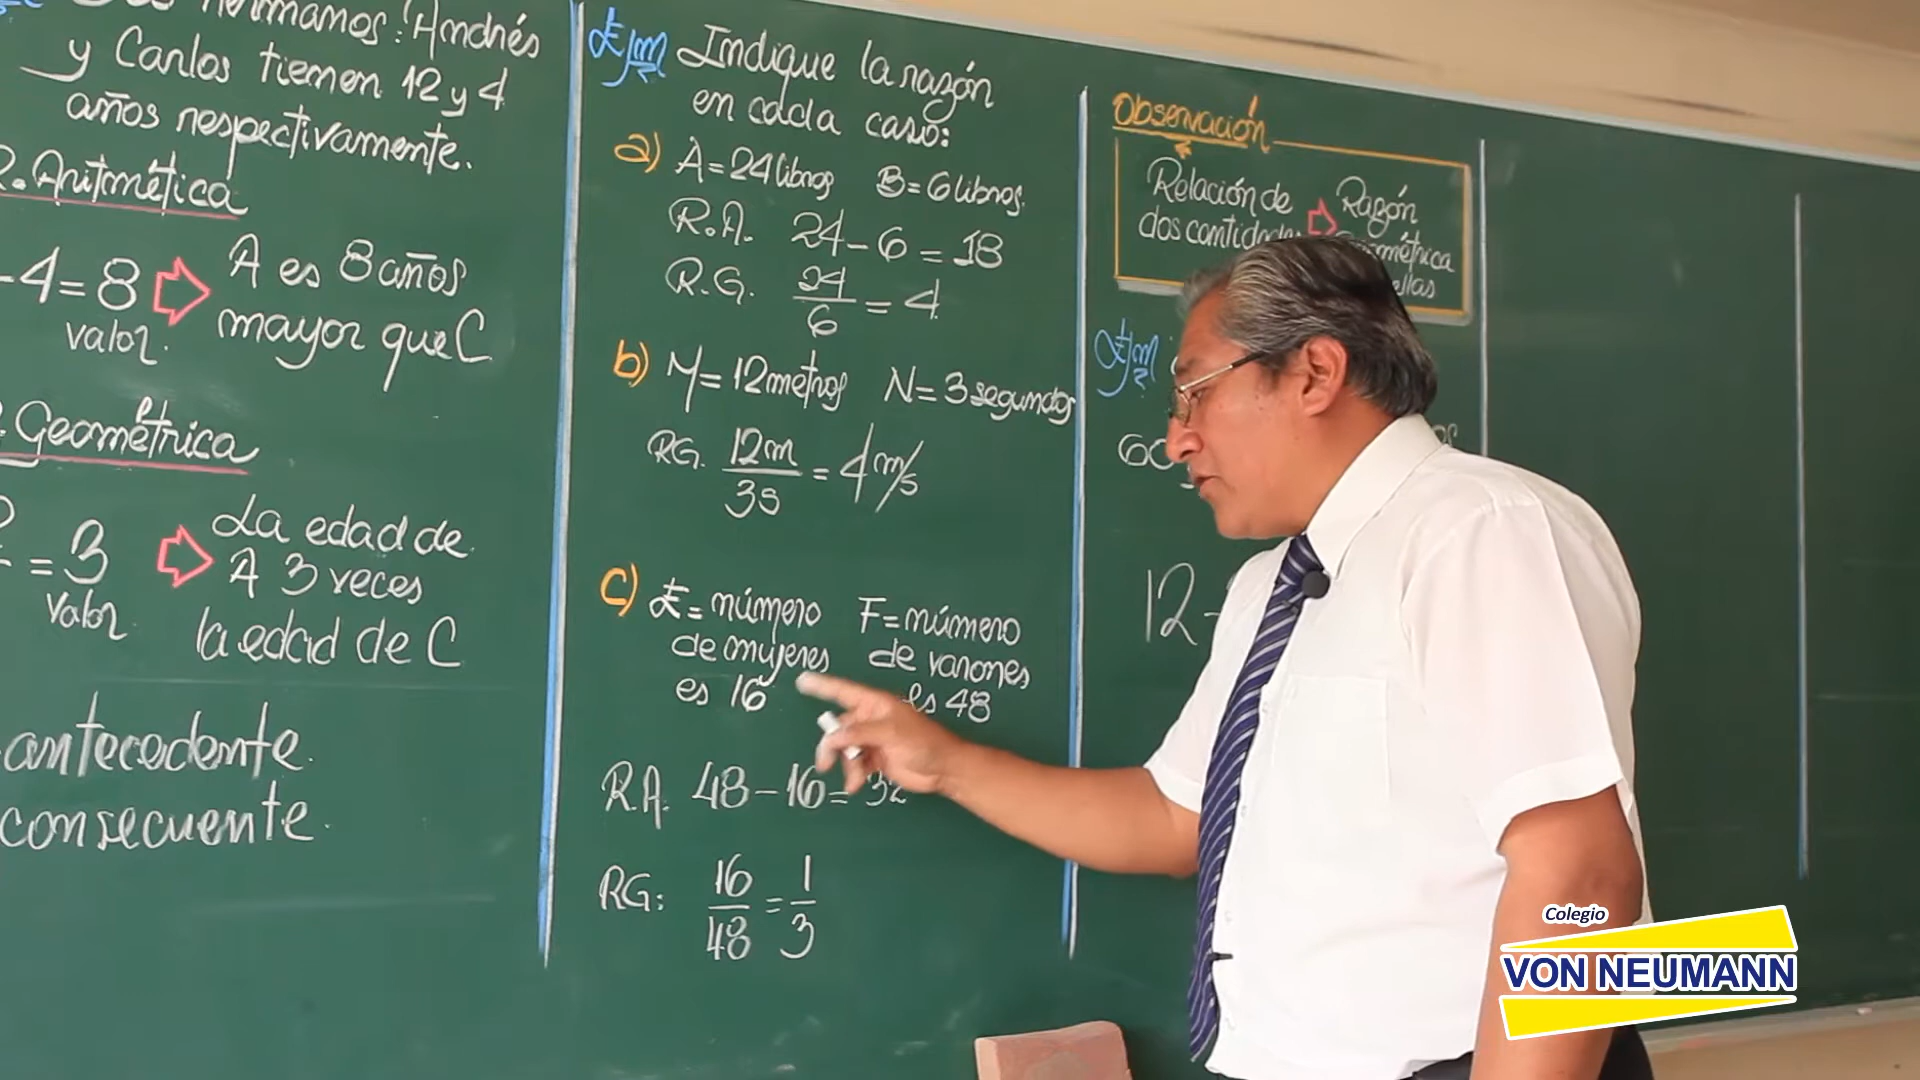 hermanos: Andrés
y Carlos tienen 12 y 4
años respectivamente.
R. Aritmética
-4=8
valor.
A es 8 años
mayor que C
Geométrica
= 3
valor
La edad de
A 3 veces
la edad de C
antecedente.
consecuente.
Ejm Indique la razón
en cada caso:
a) A=24 libros B=6 libros.
R.A. 24-6=18
R.G. 24/6 = 4
b) M=12 metros N=3 segundos
RG. 12m/3s = 4 m/s
c) E=número F=número
de mujeres de varones
es 16 es 48
R.A. 48-16=32
RG: 16/48 = 1/3
Observación
Relación de
dos cantidades
Razón
Geométrica
ellas
Ejm
60
12-
Colegio
VON NEUMANN